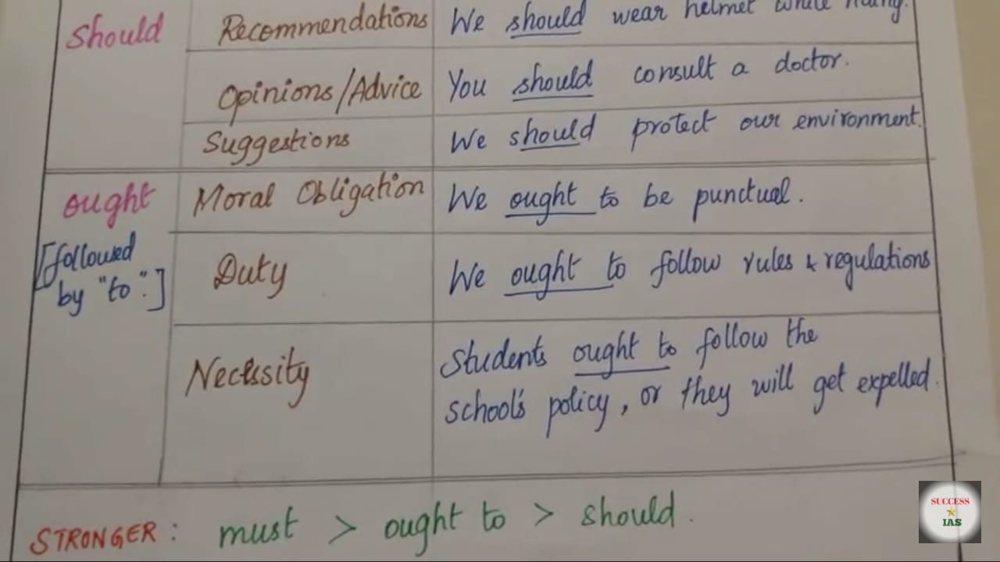 should Recommendations We should wear helmet while riding.
Opinions/Advice You should consult a doctor.
Suggestions We should protect our environment.
ought Moral Obligation We ought to be punctual.
[followed by "to".] Duty We ought to follow rules & regulations
Necessity Students ought to follow the
school's policy, or they will get expelled.
STRONGER: must > ought to > should.
SUCCESS
IAS